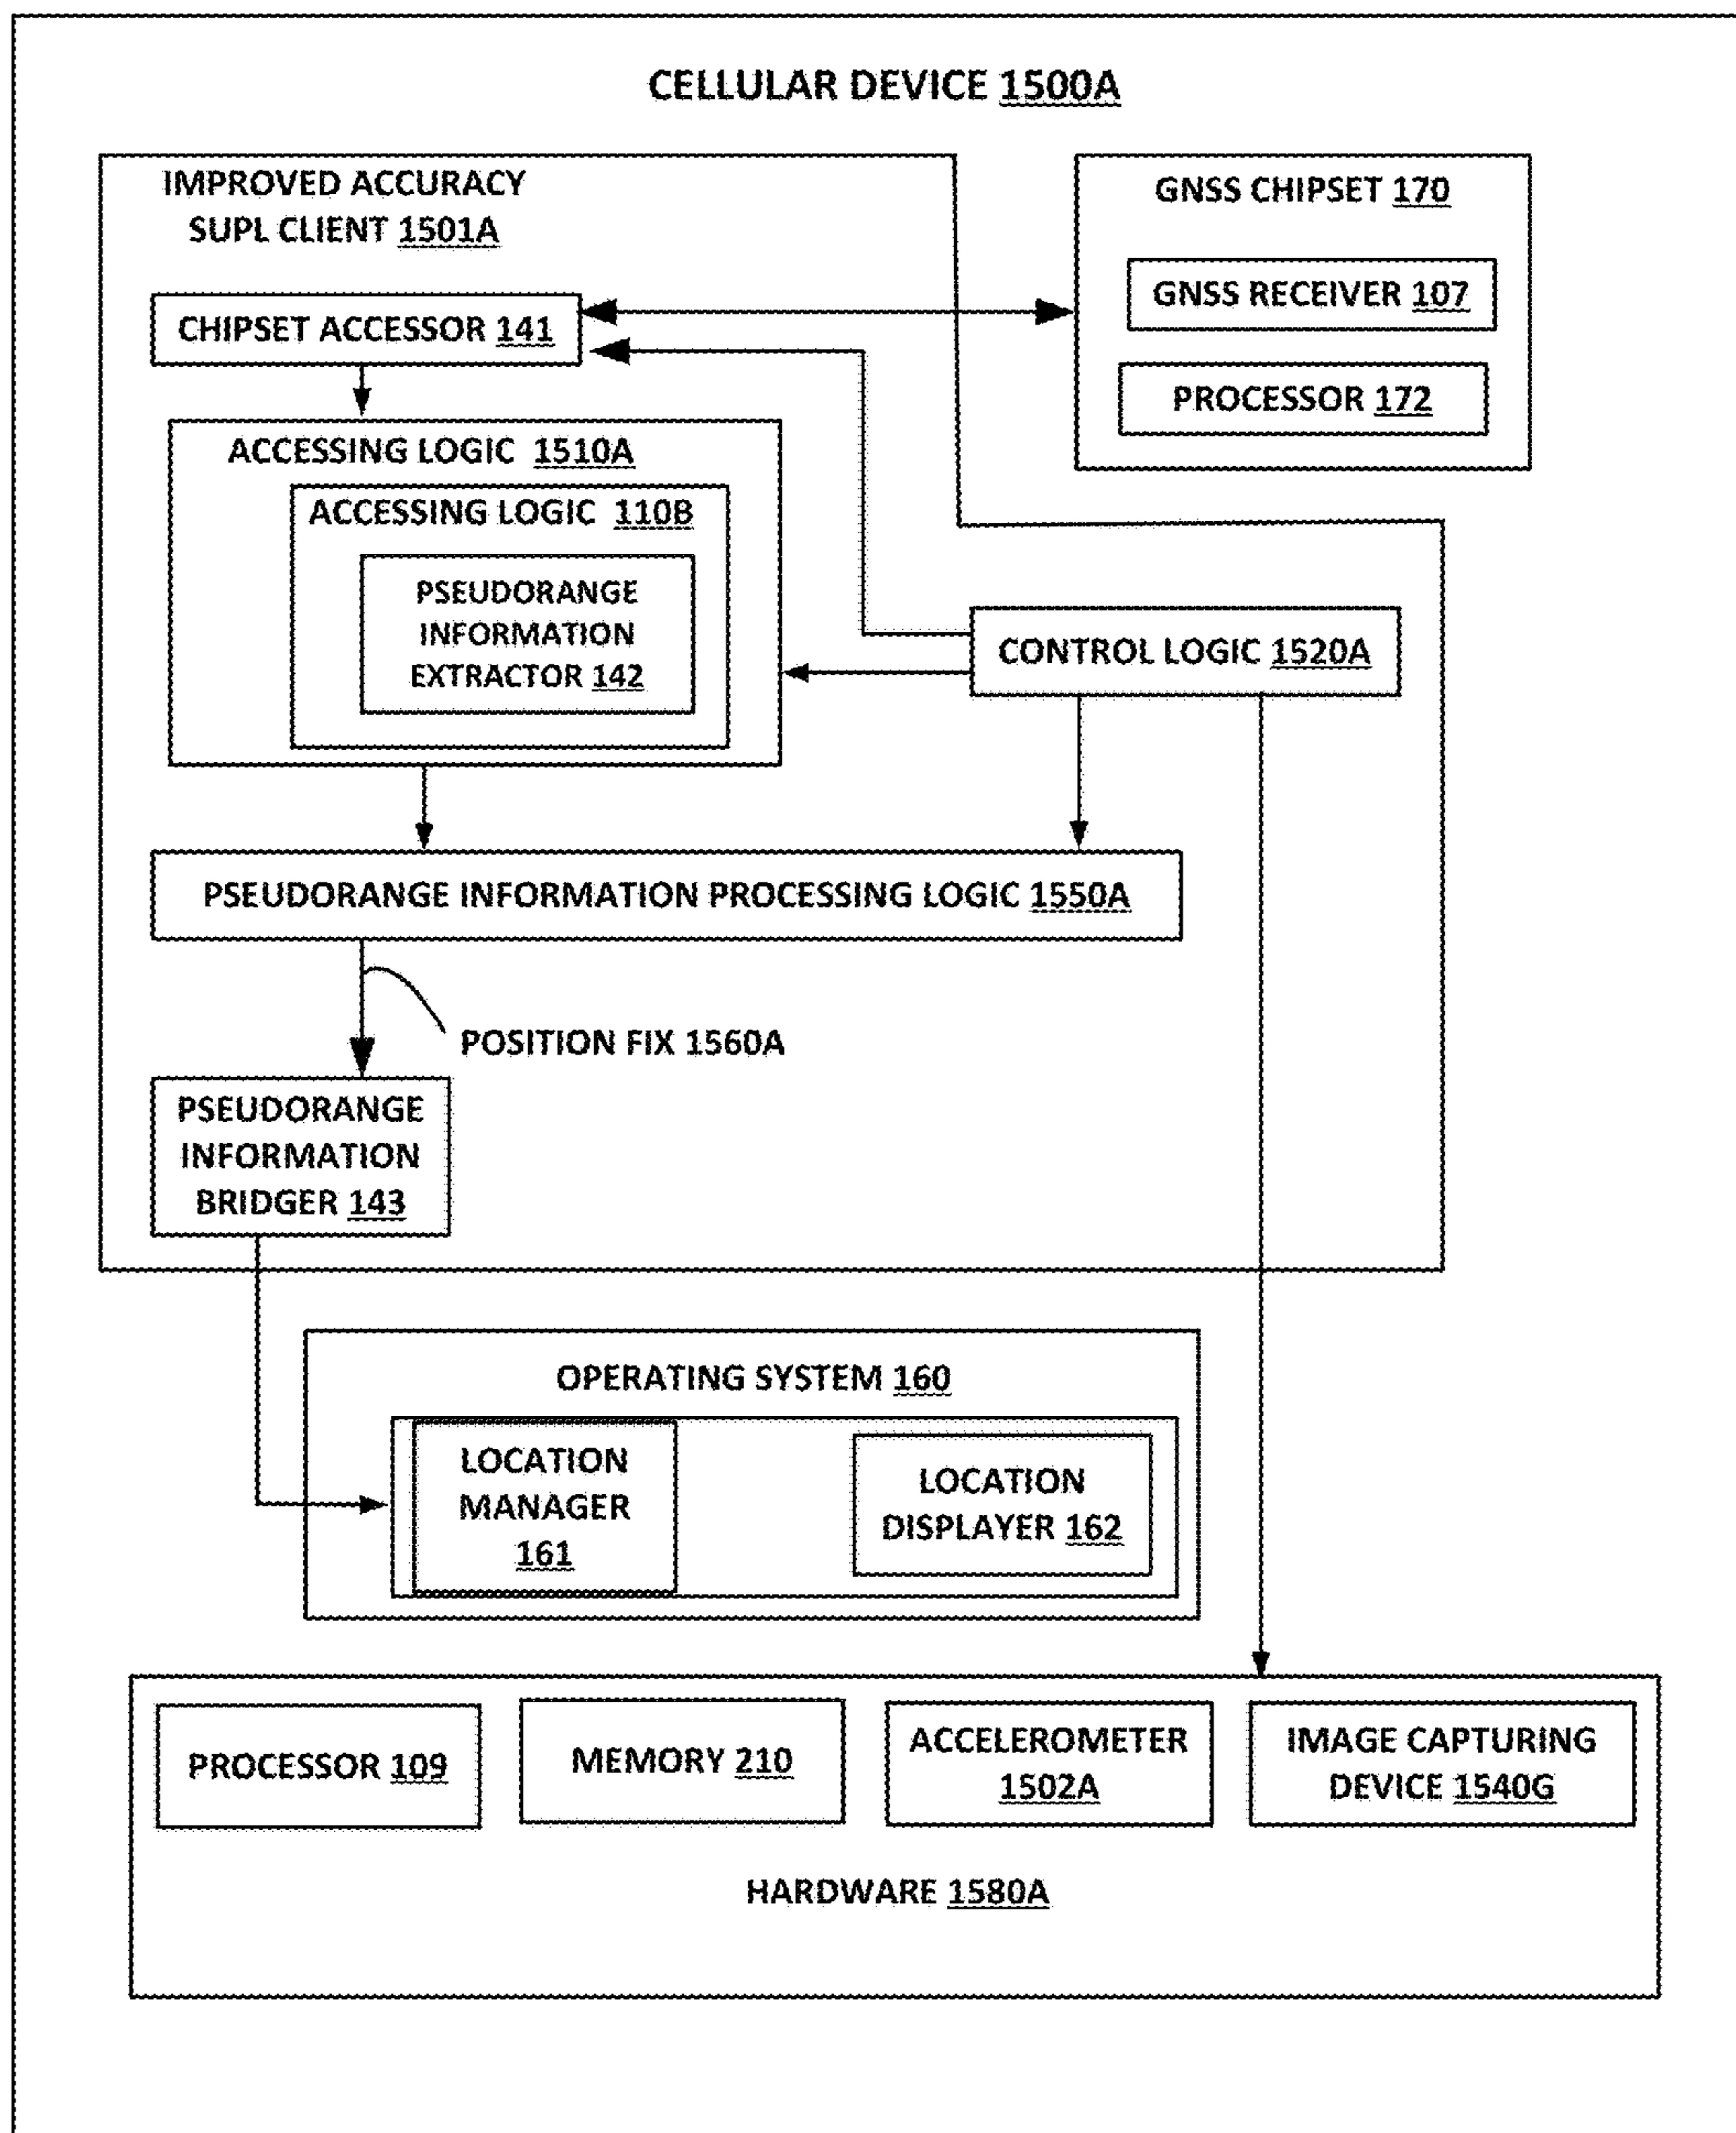 CELLULAR DEVICE 1500A
IMPROVED ACCURACY
SUPL CLIENT 1501A
GNSS CHIPSET 170
GNSS RECEIVER 107
PROCESSOR 172
CHIPSET ACCESSOR 141
ACCESSING LOGIC 1510A
ACCESSING LOGIC 110B
PSEUDORANGE
INFORMATION
EXTRACTOR 142
CONTROL LOGIC 1520A
PSEUDORANGE INFORMATION PROCESSING LOGIC 1550A
POSITION FIX 1560A
PSEUDORANGE
INFORMATION
BRIDGER 143
OPERATING SYSTEM 160
LOCATION
MANAGER
161
LOCATION
DISPLAYER 162
PROCESSOR 109
MEMORY 210
ACCELEROMETER
1502A
IMAGE CAPTURING
DEVICE 1540G
HARDWARE 1580A